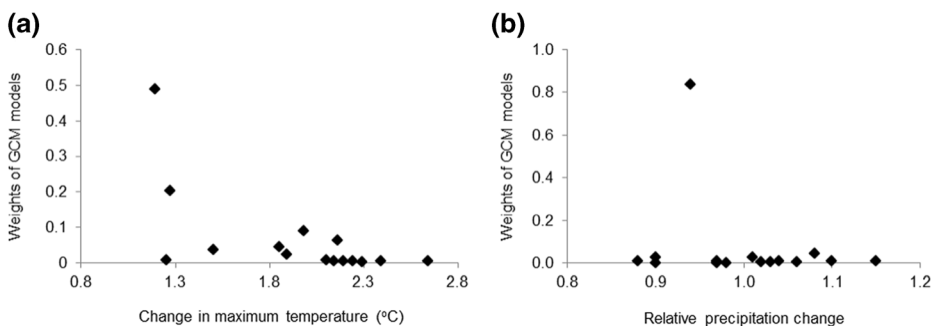 (a)
Weights of GCM models
0.6
0.5
0.4
0.3
0.2
0.1
0
0.8 1.3 1.8 2.3 2.8
Change in maximum temperature (ºC)
(b)
Weights of GCM models
1.0
0.8
0.6
0.4
0.2
0.0
0.8 0.9 1.0 1.1 1.2
Relative precipitation change